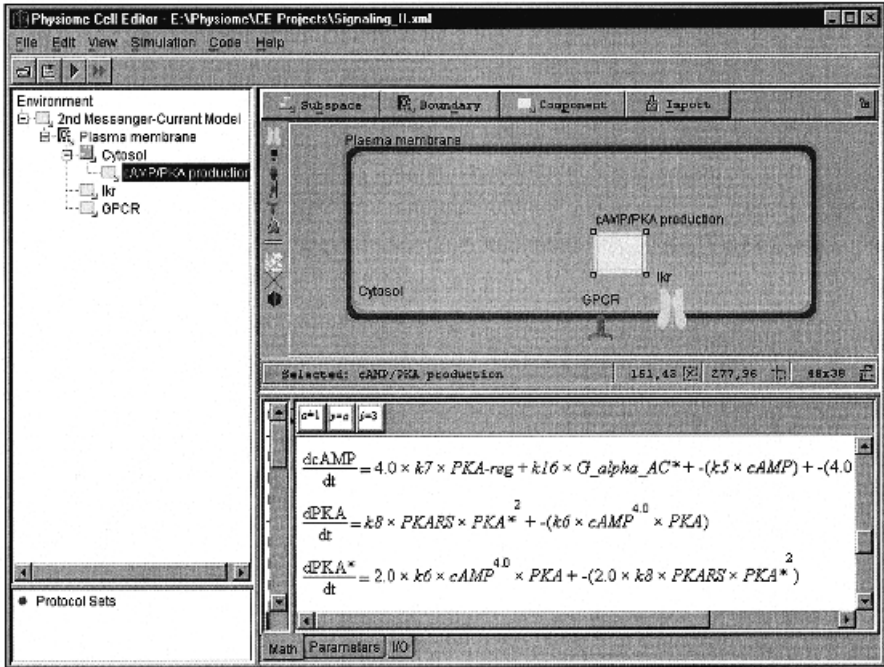 Physiome Cell Editor - E:\Physiome\CE Projects\Signaling_II.xml
File Edit View Simulation Code Help
Environment
2nd Messenger-Current Model
Plasma membrane
Cytosol
cAMP/PKA production
Ikr
GPCR
Protocol Sets
Subspace Boundary Component Import
Plasma membrane
cAMP/PKA production
Ikr
Cytosol
GPCR
Selected: cAMP/PKA production 151,43 277,96 48x38
a=1 y=a j=3
dcAMP/dt = 4.0 × k7 × PKA-reg + k16 × G_alpha_AC* + -(k5 × cAMP) + -(4.0
dPKA/dt = k8 × PKARS × PKA*^2 + -(k6 × cAMP^4.0 × PKA)
dPKA*/dt = 2.0 × k6 × cAMP^4.0 × PKA + -(2.0 × k8 × PKARS × PKA*^2)
Math Parameters I/O